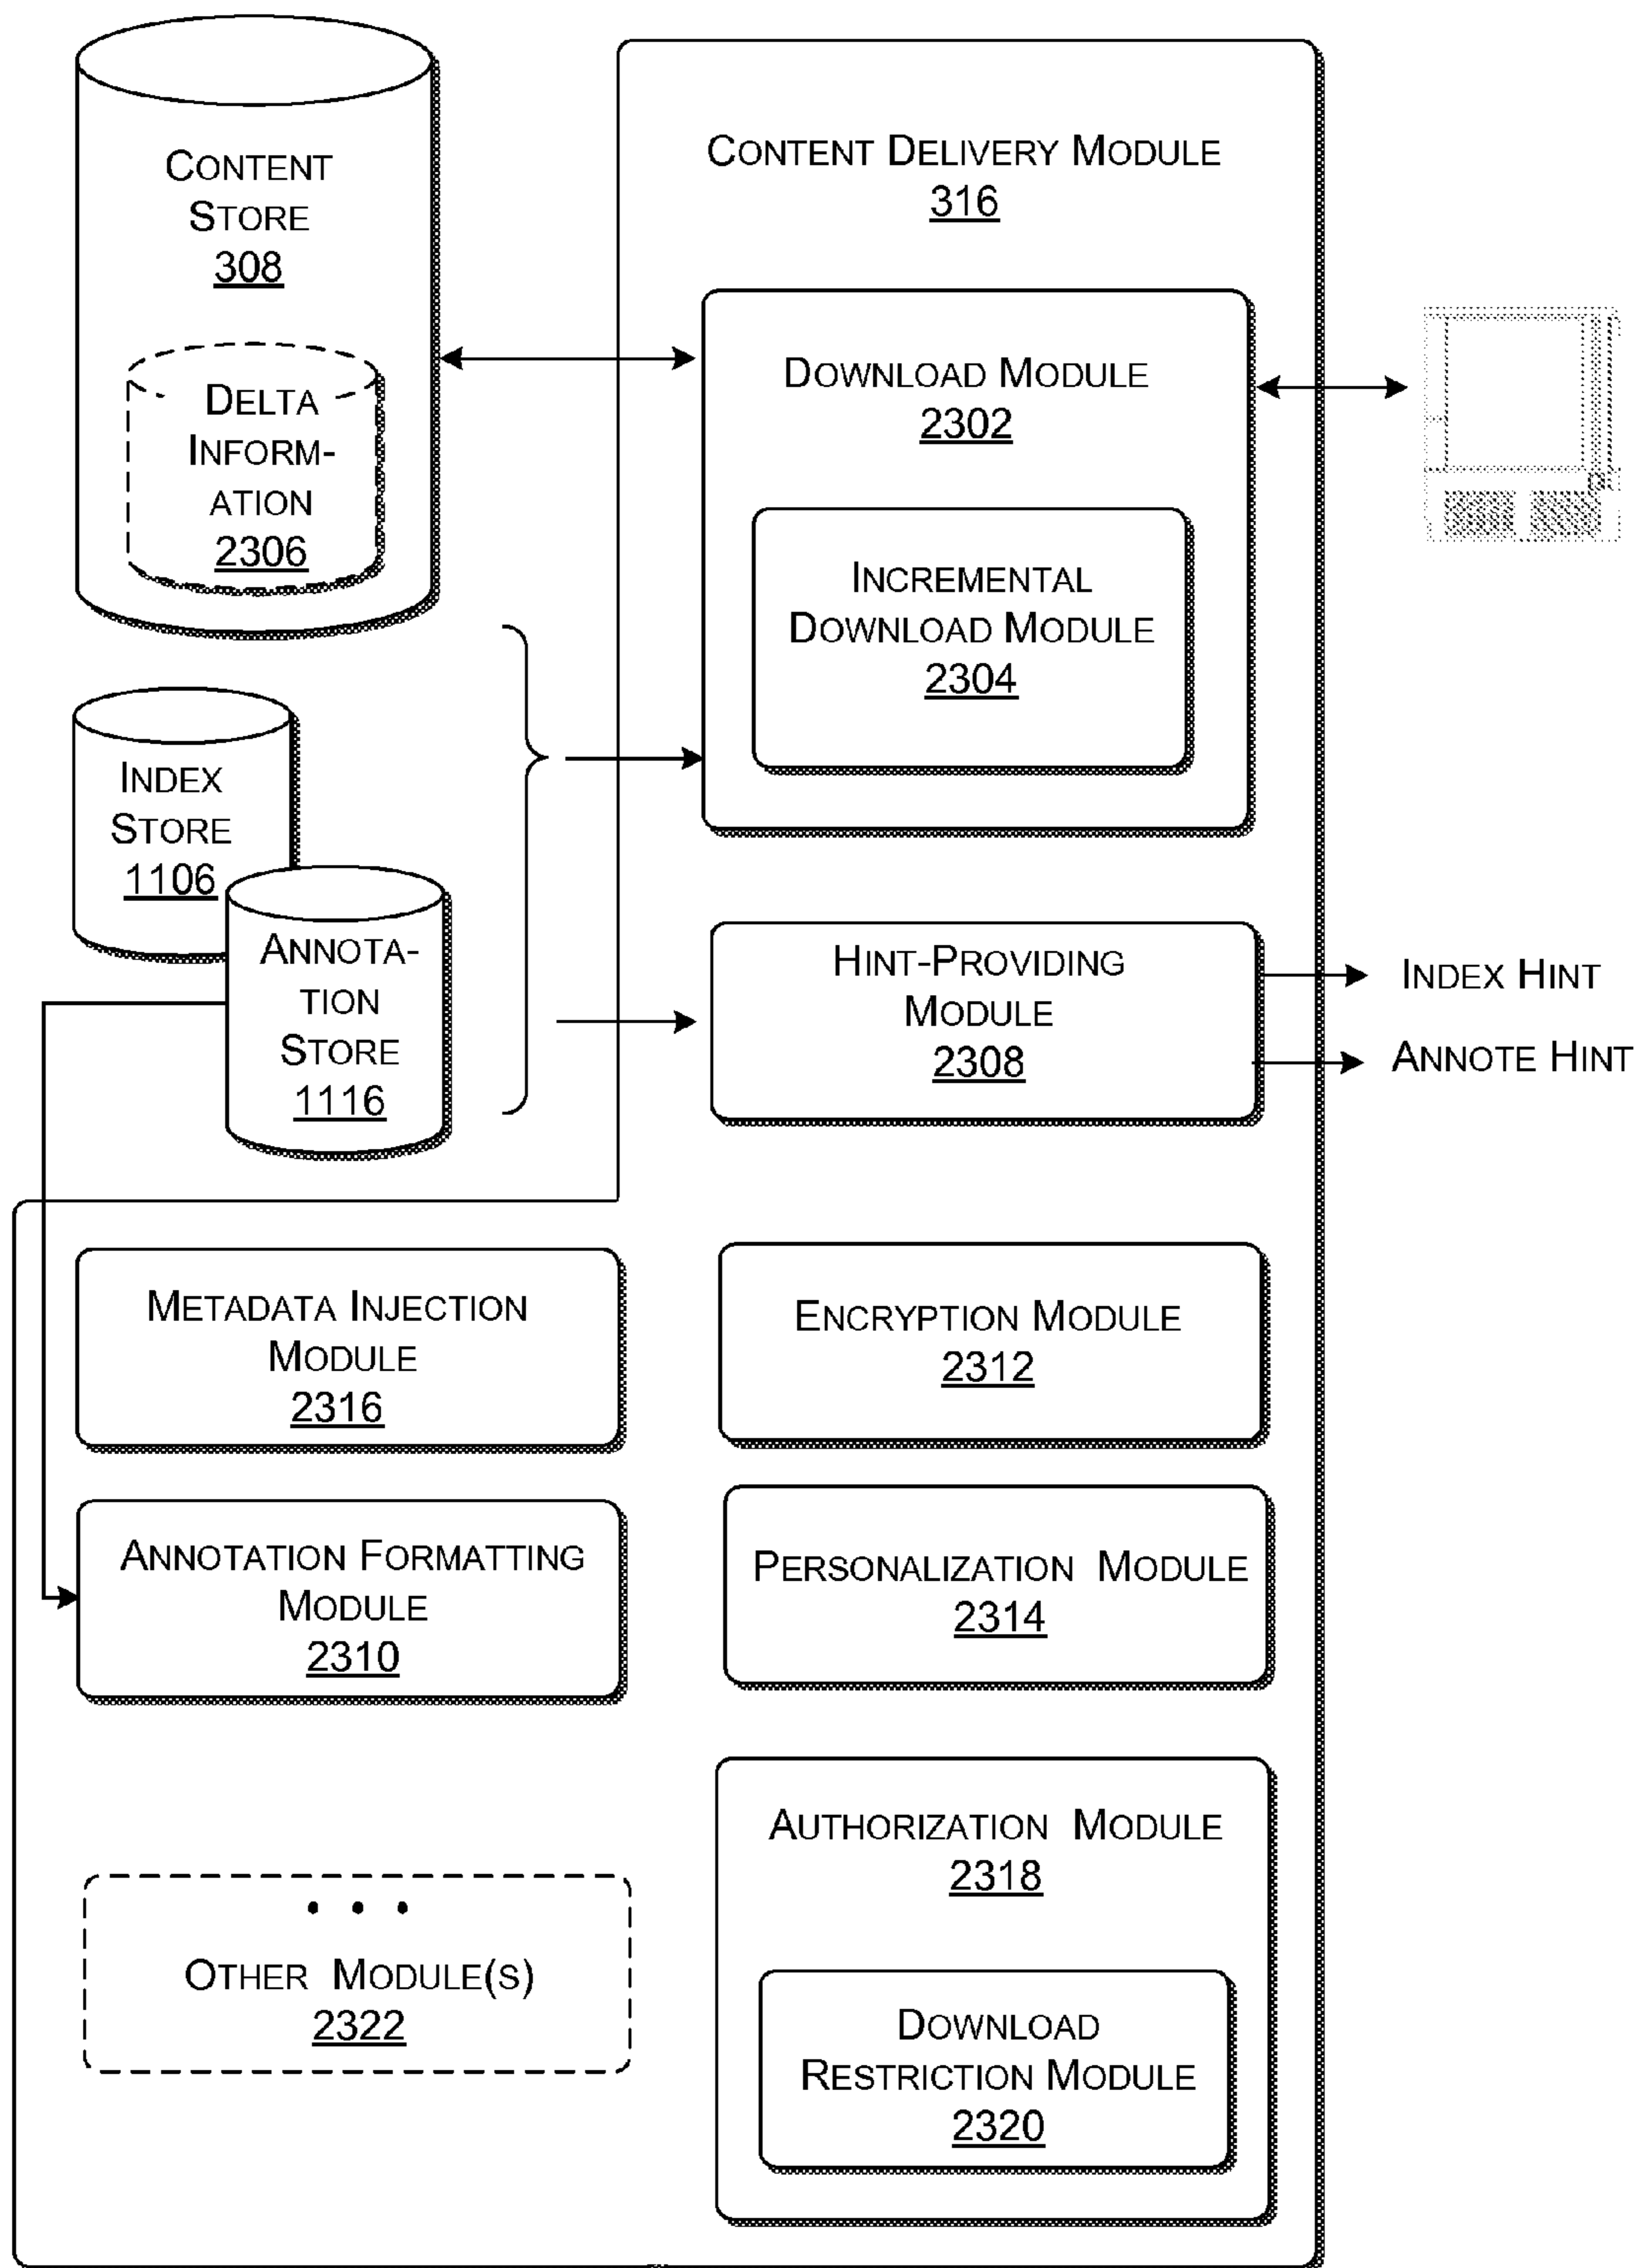 CONTENT
STORE
308
DELTA
INFORM-
ATION
2306
CONTENT DELIVERY MODULE
316
DOWNLOAD MODULE
2302
INCREMENTAL
DOWNLOAD MODULE
2304
INDEX
STORE
1106
ANNOTA-
TION
STORE
1116
HINT-PROVIDING
MODULE
2308
INDEX HINT
ANNOTE HINT
METADATA INJECTION
MODULE
2316
ENCRYPTION MODULE
2312
ANNOTATION FORMATTING
MODULE
2310
PERSONALIZATION MODULE
2314
AUTHORIZATION MODULE
2318
• • •
OTHER MODULE(S)
2322
DOWNLOAD
RESTRICTION MODULE
2320